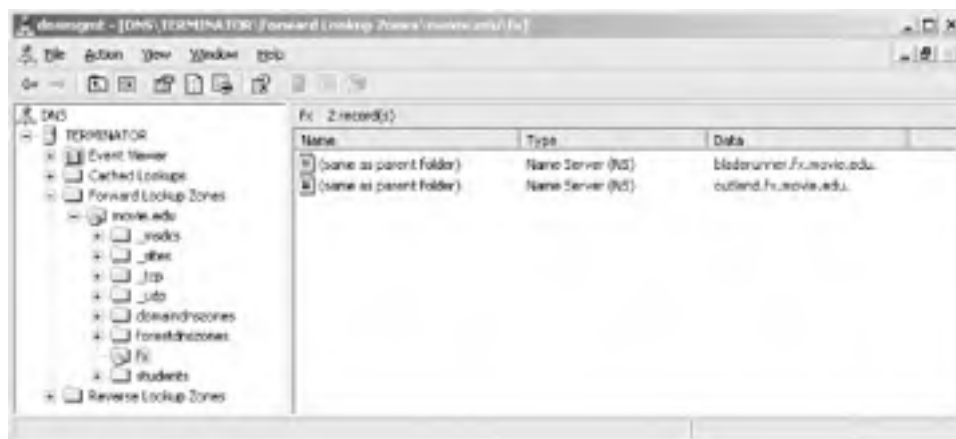 dnsmgmt - [DNS\TERMINATOR\Forward Lookup Zones\movie.edu\fx]
File Action View Window Help
DNS
TERMINATOR
Event Viewer
Cached Lookups
Forward Lookup Zones
movie.edu
_msdcs
_sites
_tcp
_udp
domaindnszones
forestdnszones
fx
students
Reverse Lookup Zones
fx 2 record(s)
Name Type Data
(same as parent folder) Name Server (NS) bladerunner.fx.movie.edu.
(same as parent folder) Name Server (NS) outland.fx.movie.edu.